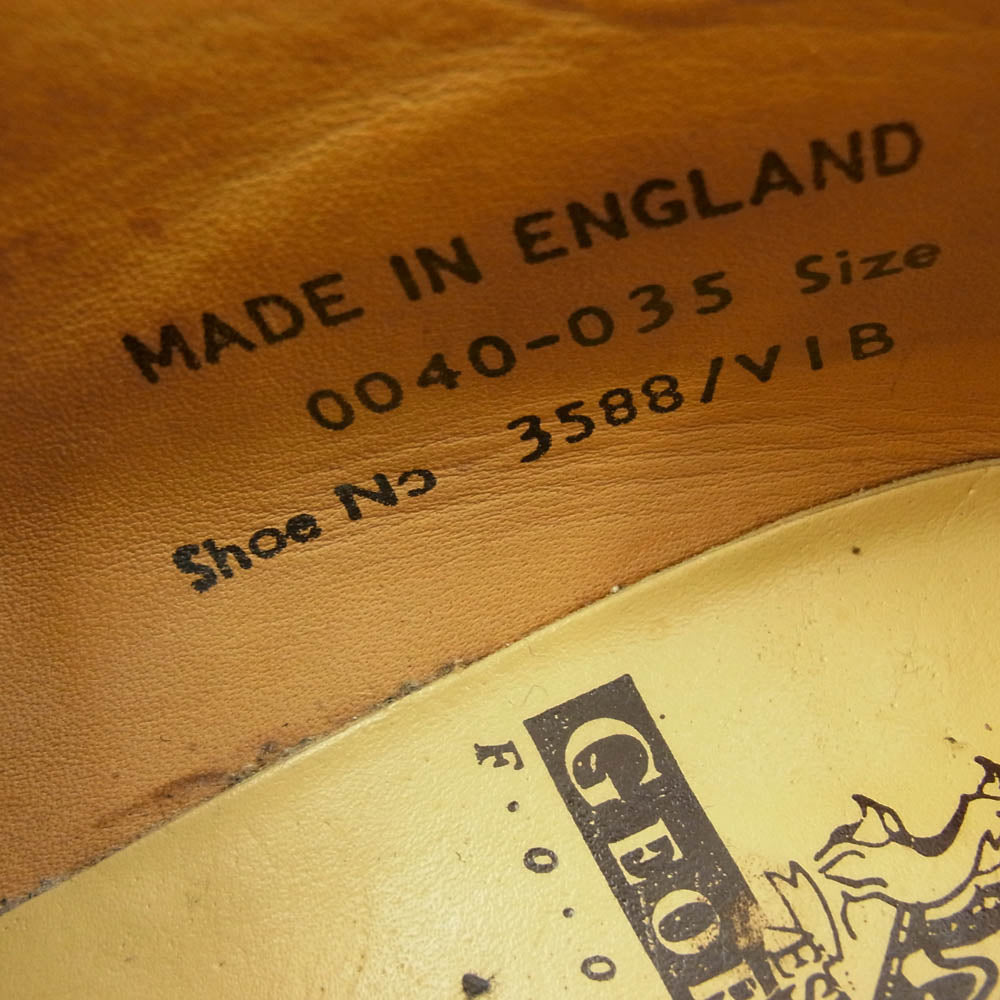 MADE IN ENGLAND
0040-035 Size
Shoe No 3588/VIB
GEO
F·O·O